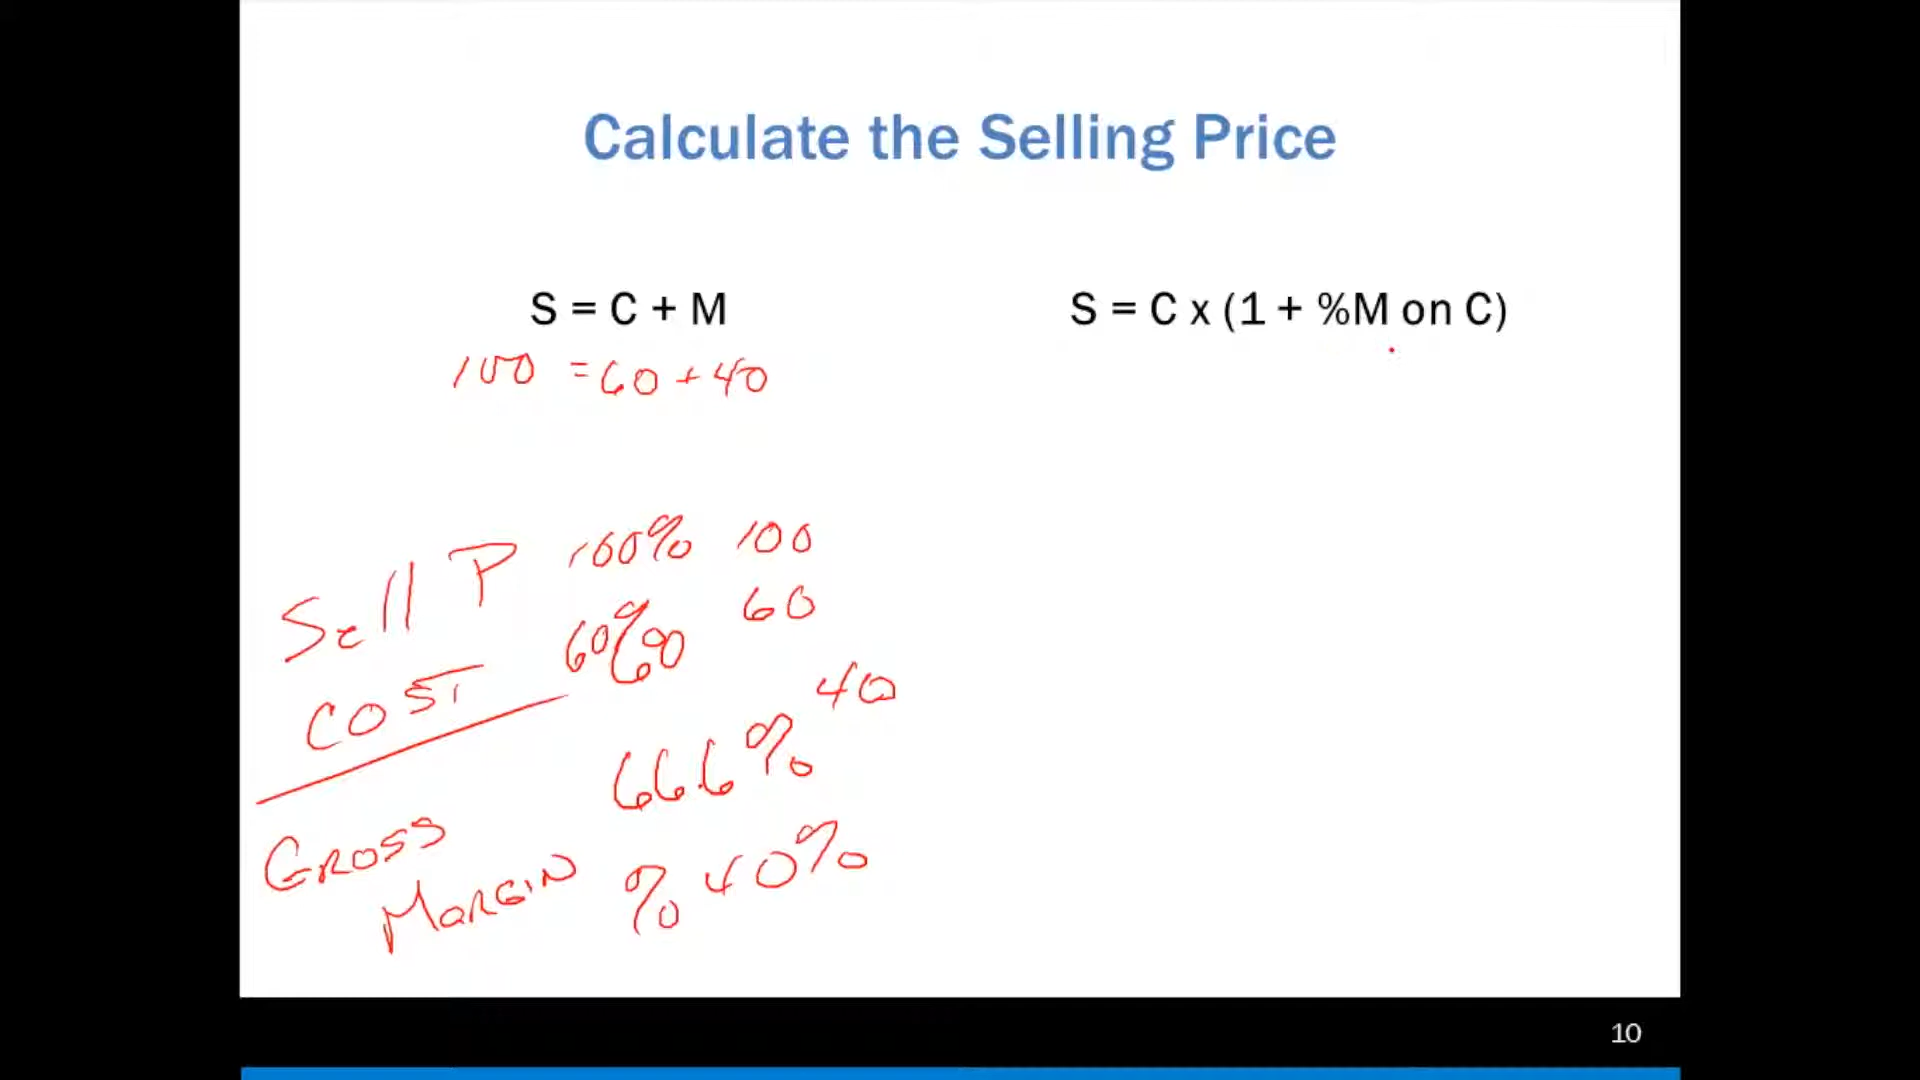 Calculate the Selling Price
S = C + M
S = C x (1 + %M on C)
100 = 60 + 40
Sell P 100% 100
COST 60% 60 60
40
66.6%
GROSS
MARGIN % 40%
10